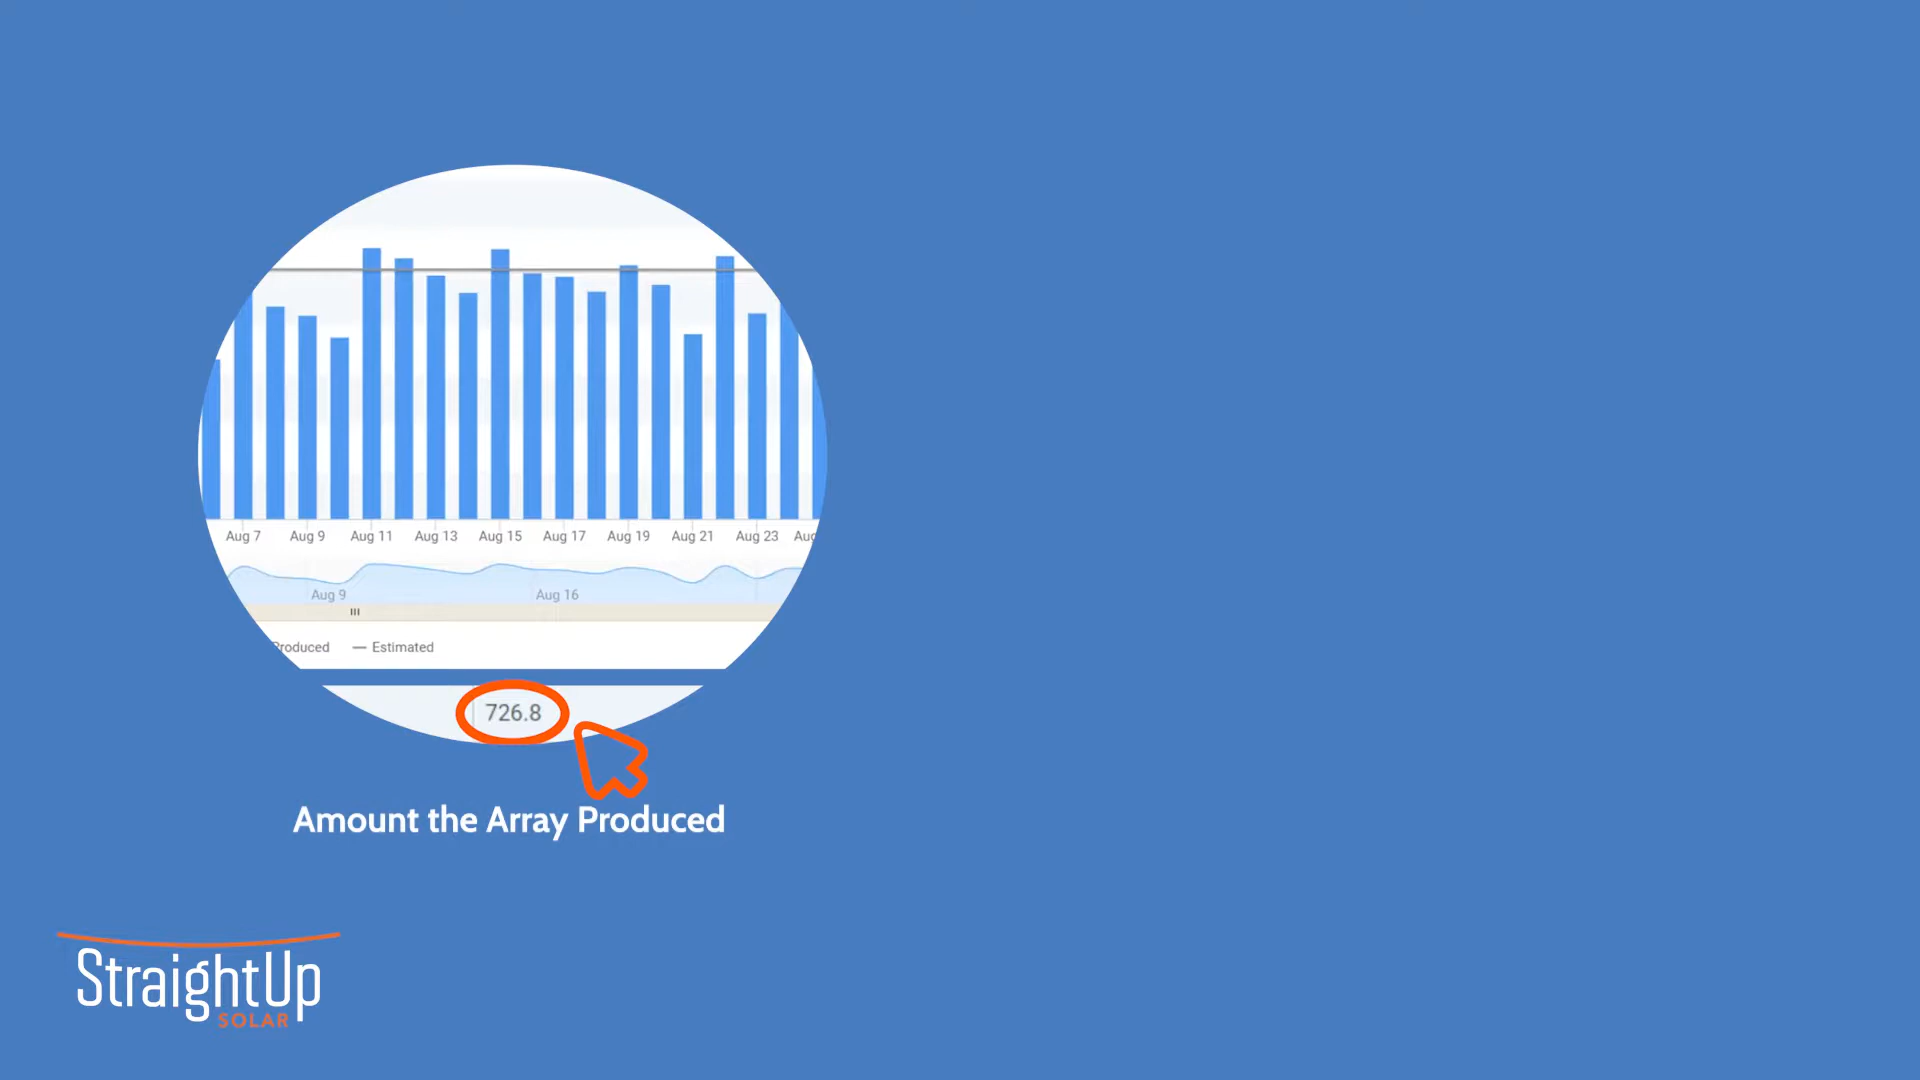 Aug 7 Aug 9 Aug 11 Aug 13 Aug 15 Aug 17 Aug 19 Aug 21 Aug 23
Aug 9 Aug 16
Produced Estimated
726.8
Amount the Array Produced
StraightUp
SOLAR